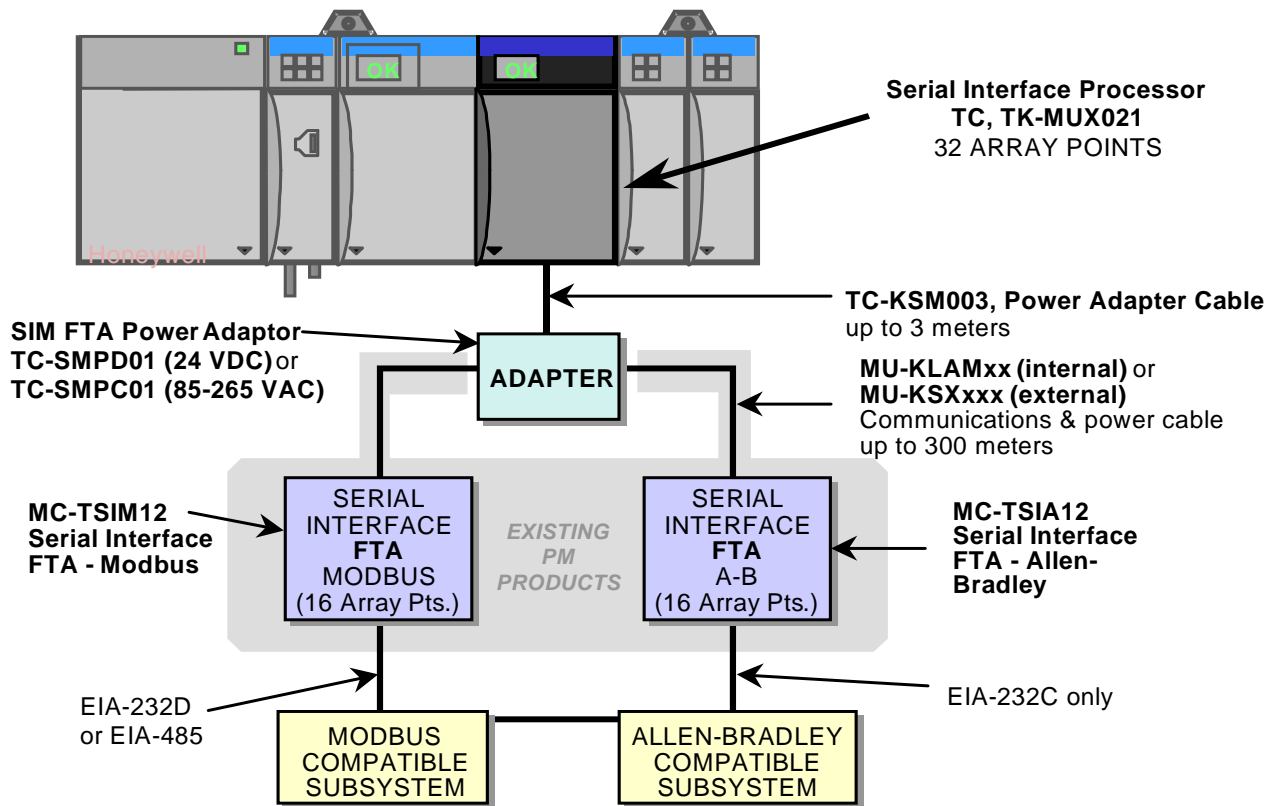 OK
OK
Honeywell
Serial Interface Processor
TC, TK-MUX021
32 ARRAY POINTS
TC-KSM003, Power Adapter Cable
up to 3 meters
SIM FTA Power Adaptor
TC-SMPD01 (24 VDC) or
TC-SMPC01 (85-265 VAC)
ADAPTER
MU-KLAMxx (internal) or
MU-KSXxxx (external)
Communications & power cable
up to 300 meters
MC-TSIM12
Serial Interface
FTA - Modbus
SERIAL
INTERFACE
FTA
MODBUS
(16 Array Pts.)
EXISTING
PM
PRODUCTS
SERIAL
INTERFACE
FTA
A-B
(16 Array Pts.)
MC-TSIA12
Serial Interface
FTA - Allen-
Bradley
EIA-232D
or EIA-485
EIA-232C only
MODBUS
COMPATIBLE
SUBSYSTEM
ALLEN-BRADLEY
COMPATIBLE
SUBSYSTEM